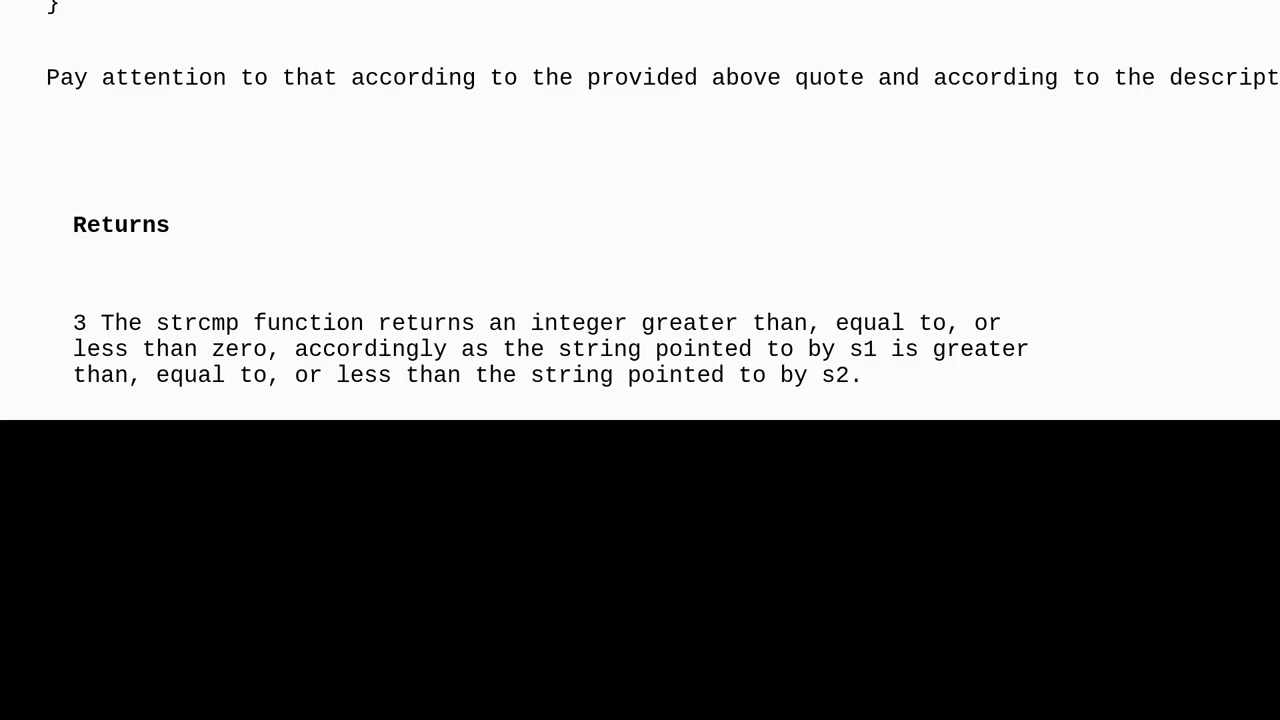 }
Pay attention to that according to the provided above quote and according to the descript
Returns
3 The strcmp function returns an integer greater than, equal to, or
less than zero, accordingly as the string pointed to by s1 is greater
than, equal to, or less than the string pointed to by s2.